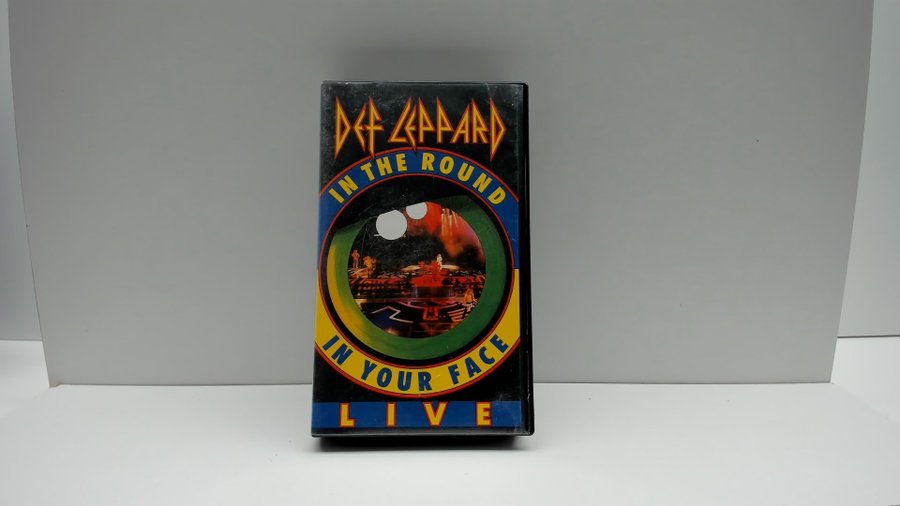 DEF LEPPARD
IN THE ROUND
IN YOUR FACE
LIVE